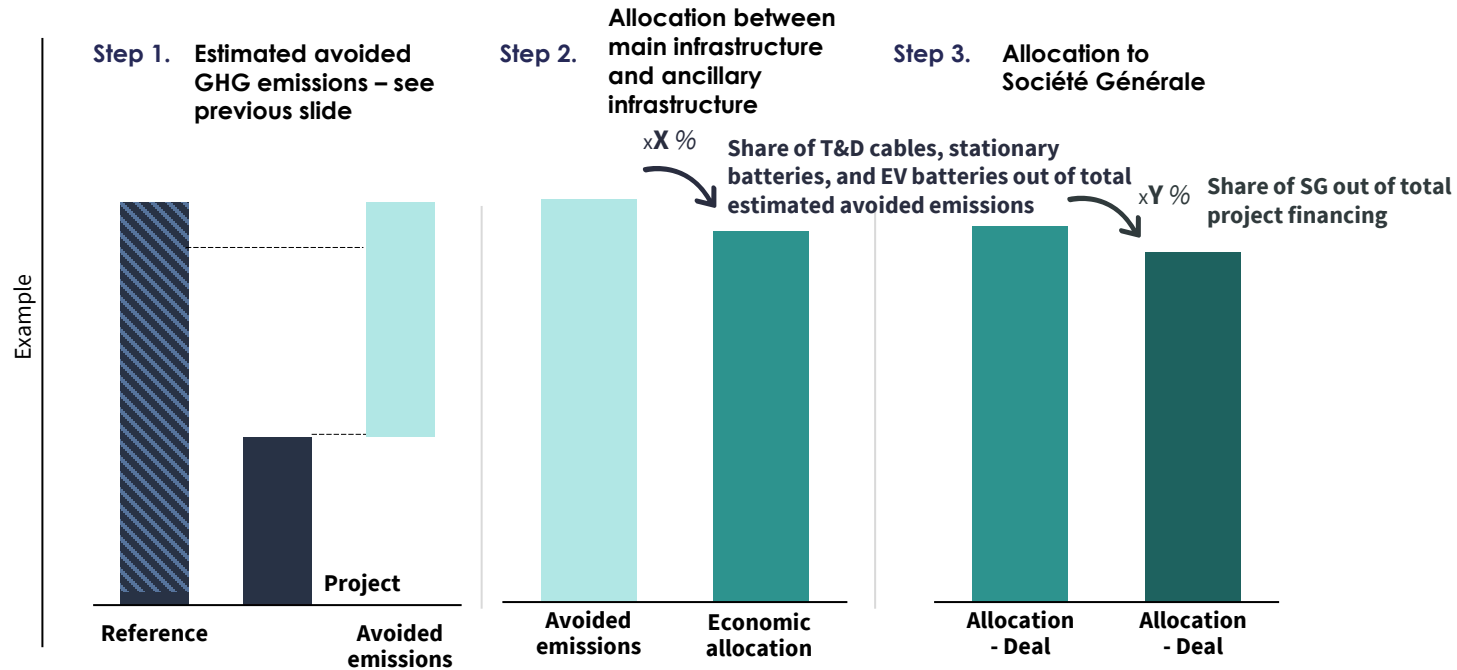 Example
Step 1.
Estimated avoided
GHG emissions – see
previous slide
Project
Reference
Avoided
emissions
Step 2.
Allocation between
main infrastructure
and ancillary
infrastructure
xX %
Share of T&D cables, stationary
batteries, and EV batteries out of total
estimated avoided emissions
Avoided
emissions
Economic
allocation
Step 3.
Allocation to
Société Générale
xY %
Share of SG out of total
project financing
Allocation
- Deal
Allocation
- Deal